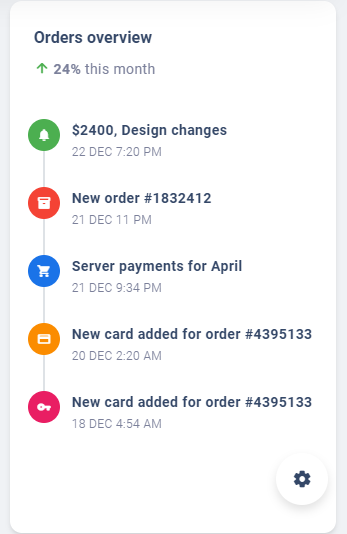 Orders overview
24% this month
$2400, Design changes
22 DEC 7:20 PM
New order #1832412
21 DEC 11 PM
Server payments for April
21 DEC 9:34 PM
New card added for order #4395133
20 DEC 2:20 AM
New card added for order #4395133
18 DEC 4:54 AM